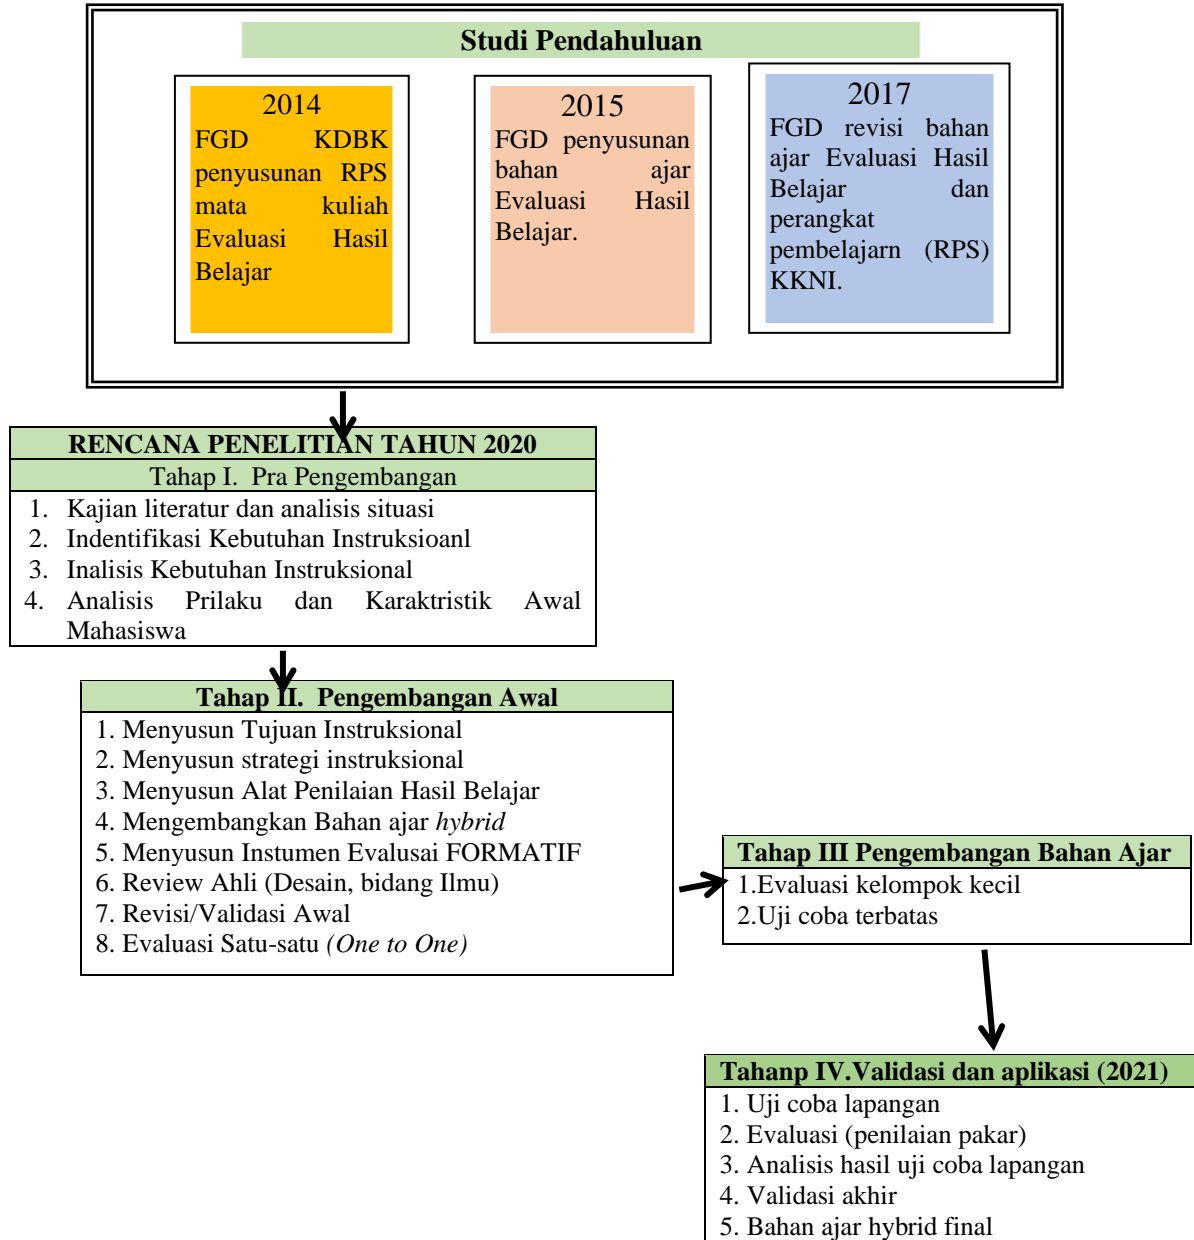 Studi Pendahuluan
2014
FGD KDBK
penyusunan RPS
mata kuliah
Evaluasi Hasil
Belajar
2015
FGD penyusunan
bahan ajar
Evaluasi Hasil
Belajar.
2017
FGD revisi bahan
ajar Evaluasi Hasil
Belajar dan
perangkat
pembelajarn (RPS)
KKNI.
RENCANA PENELITIAN TAHUN 2020
Tahap I. Pra Pengembangan
1. Kajian literatur dan analisis situasi
2. Indentifikasi Kebutuhan Instruksioanl
3. Inalisis Kebutuhan Instruksional
4. Analisis Prilaku dan Karaktristik Awal
Mahasiswa
Tahap II. Pengembangan Awal
1. Menyusun Tujuan Instruksional
2. Menyusun strategi instruksional
3. Menyusun Alat Penilaian Hasil Belajar
4. Mengembangkan Bahan ajar hybrid
5. Menyusun Instumen Evalusai FORMATIF
6. Review Ahli (Desain, bidang Ilmu)
7. Revisi/Validasi Awal
8. Evaluasi Satu-satu (One to One)
Tahap III Pengembangan Bahan Ajar
1.Evaluasi kelompok kecil
2.Uji coba terbatas
Tahanp IV.Validasi dan aplikasi (2021)
1. Uji coba lapangan
2. Evaluasi (penilaian pakar)
3. Analisis hasil uji coba lapangan
4. Validasi akhir
5. Bahan ajar hybrid final